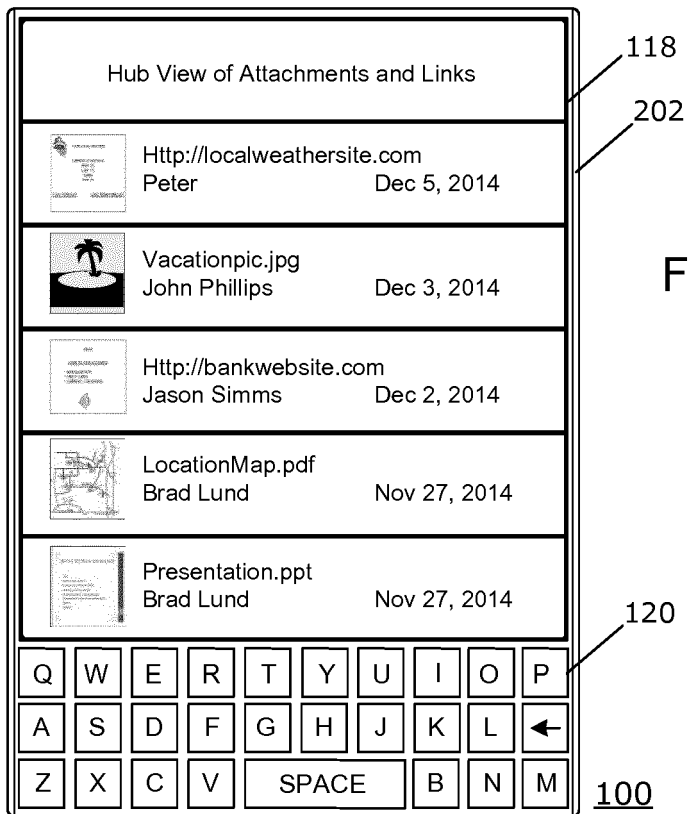 Hub View of Attachments and Links
118
202
Http://localweathersite.com
Peter Dec 5, 2014
Vacationpic.jpg
John Phillips Dec 3, 2014
F
Http://bankwebsite.com
Jason Simms Dec 2, 2014
LocationMap.pdf
Brad Lund Nov 27, 2014
Presentation.ppt
Brad Lund Nov 27, 2014
120
Q W E R T Y U I O P
A S D F G H J K L ←
Z X C V SPACE B N M
100